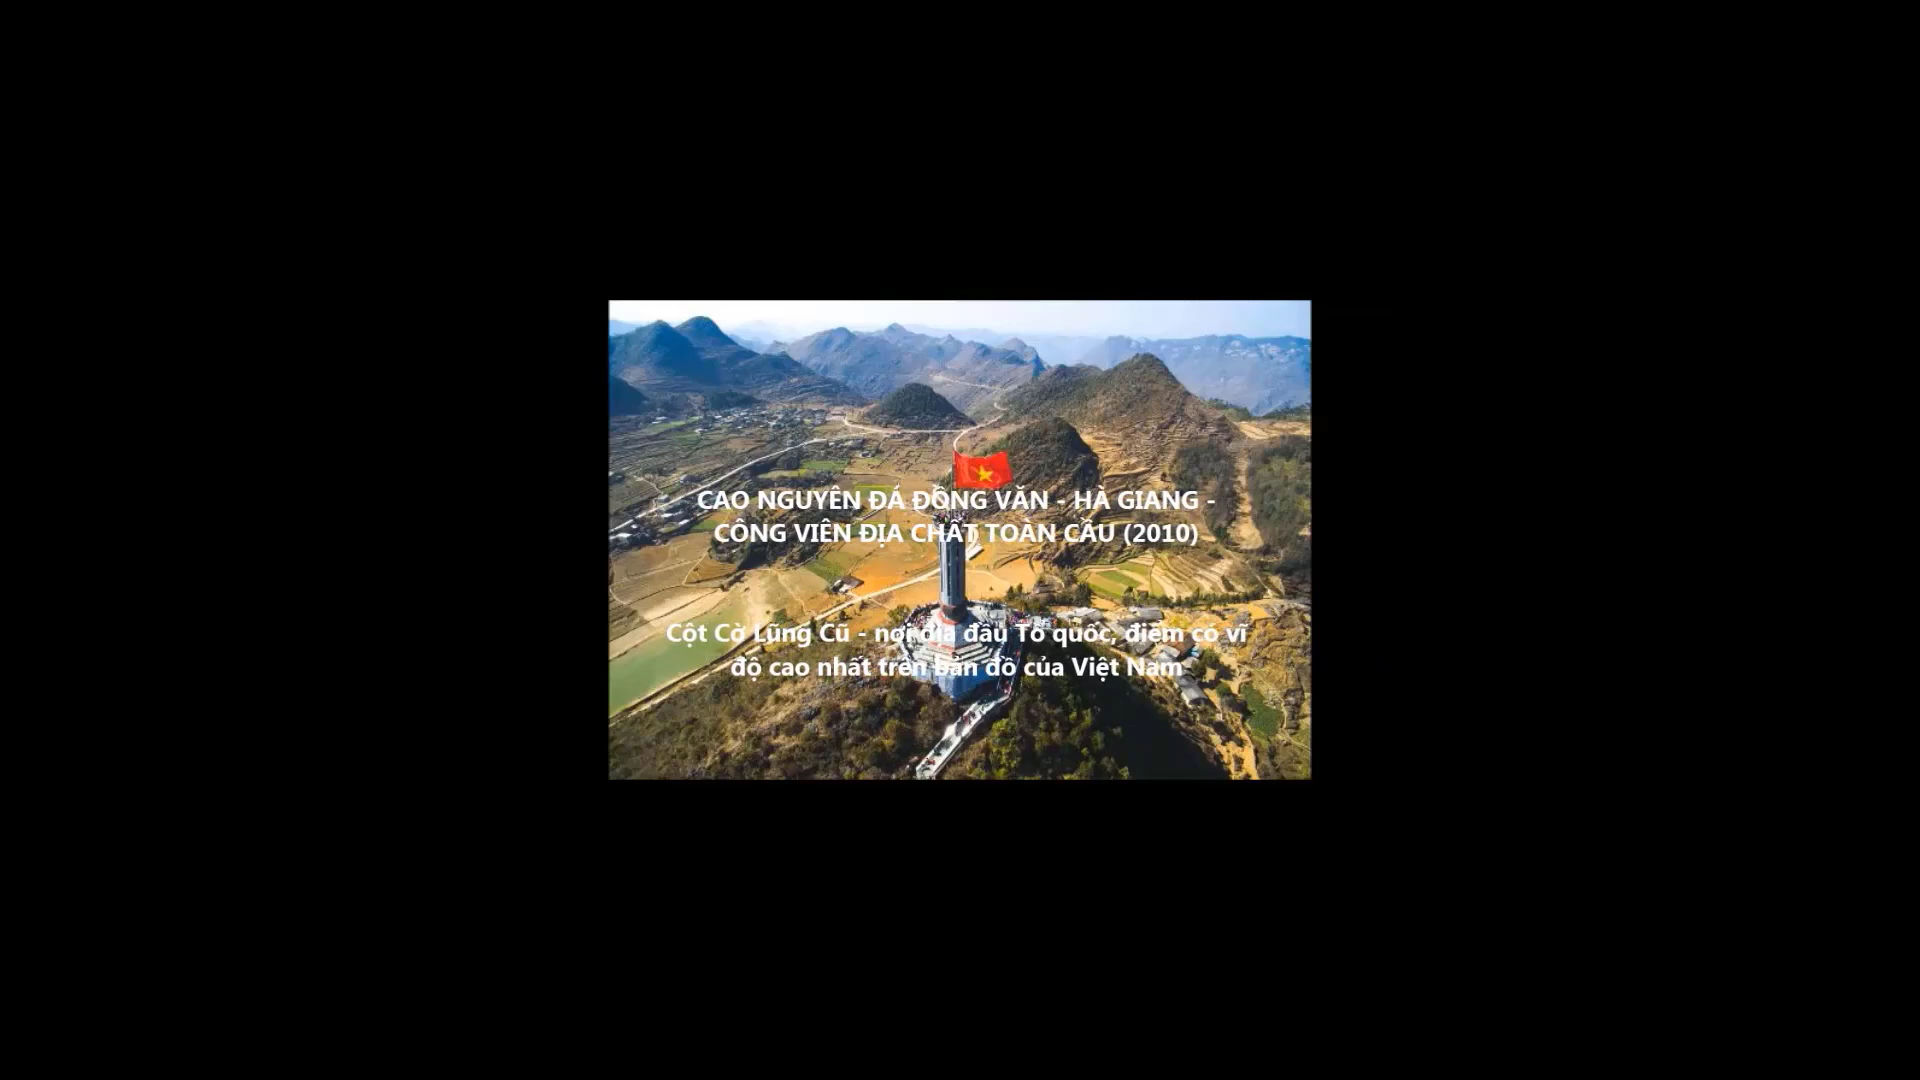 CAO NGUYÊN ĐÁ ĐỒNG VĂN - HÀ GIANG -
CÔNG VIÊN ĐỊA CHẤT TOÀN CẦU (2010)
Cột Cờ Lũng Cũ - nơi địa đầu Tổ quốc, điểm có vĩ
độ cao nhất trên bản đồ của Việt Nam